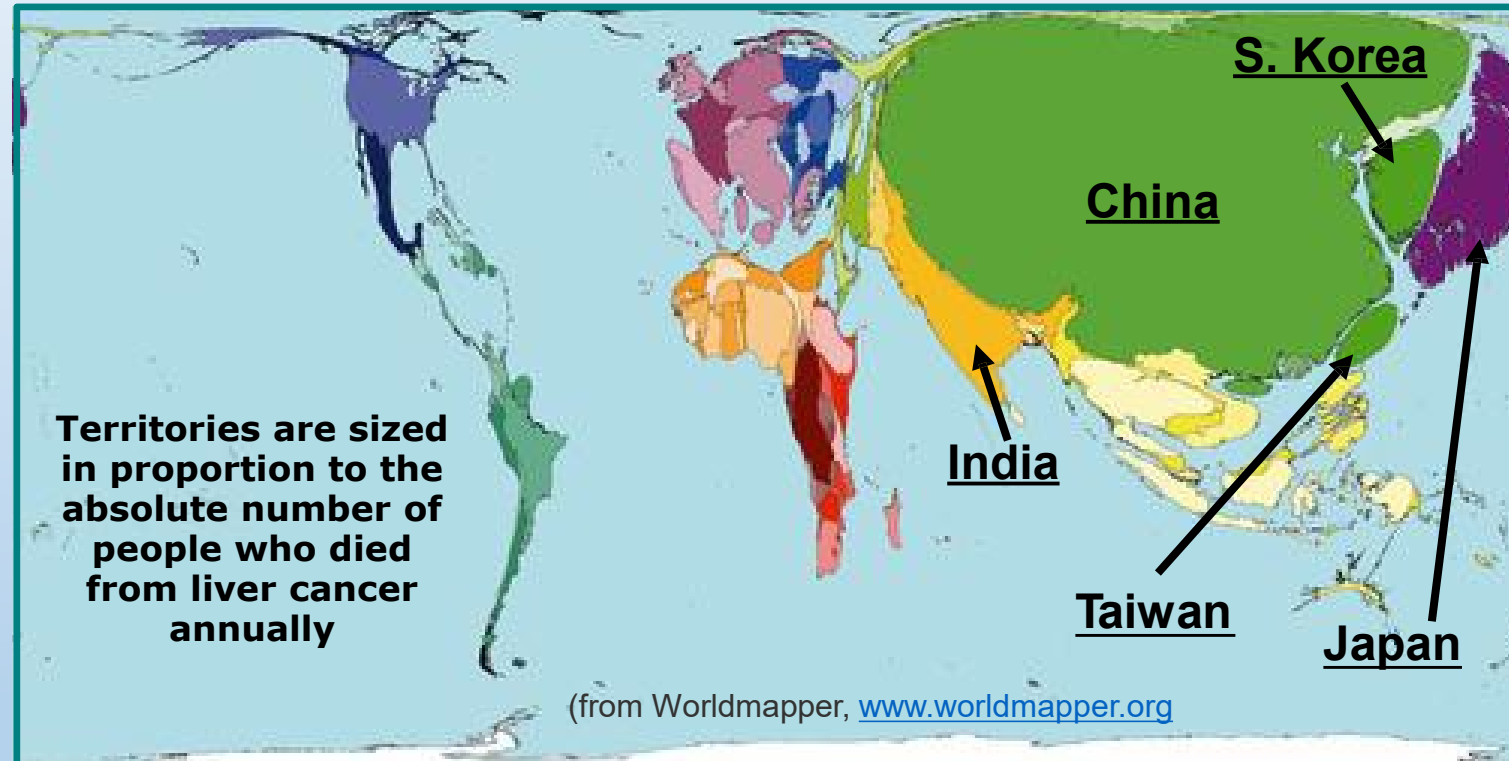 S. Korea
China
India
Territories are sized
in proportion to the
absolute number of
people who died
from liver cancer
annually
Taiwan
Japan
(from Worldmapper, www.worldmapper.org